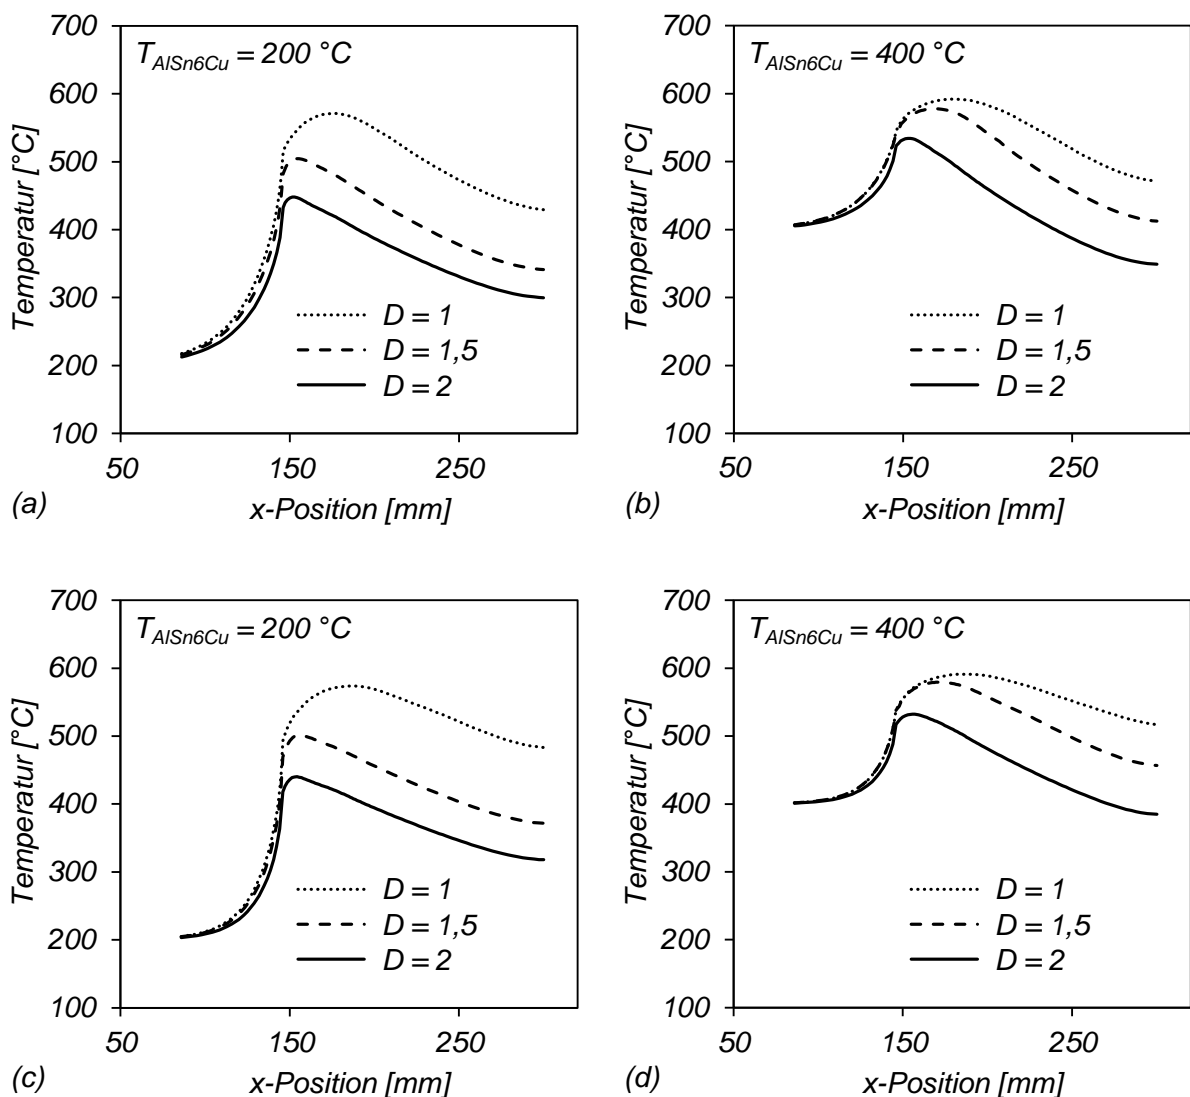 Temperatur [°C]
700
600
500
400
300
200
100
T_AlSn6Cu = 200 °C
D = 1
D = 1,5
D = 2
50
150
250
(a)
x-Position [mm]
Temperatur [°C]
700
600
500
400
300
200
100
T_AlSn6Cu = 400 °C
D = 1
D = 1,5
D = 2
50
150
250
(b)
x-Position [mm]
Temperatur [°C]
700
600
500
400
300
200
100
T_AlSn6Cu = 200 °C
D = 1
D = 1,5
D = 2
50
150
250
(c)
x-Position [mm]
Temperatur [°C]
700
600
500
400
300
200
100
T_AlSn6Cu = 400 °C
D = 1
D = 1,5
D = 2
50
150
250
(d)
x-Position [mm]